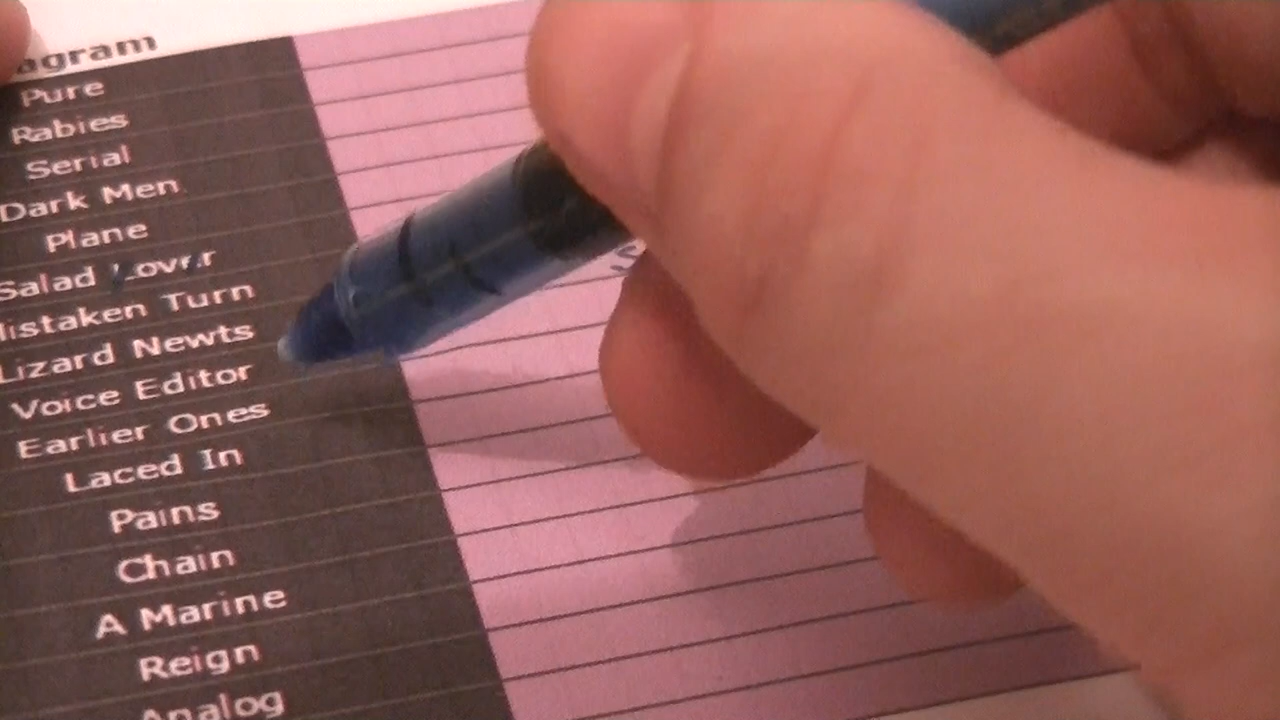 agram
Pure
Rabies
Serial
Dark Men
Plane
Salad Lover
istaken Turn
Lizard Newts
Voice Editor
Earlier Ones
Laced In
Pains
Chain
A Marine
Reign
Analog